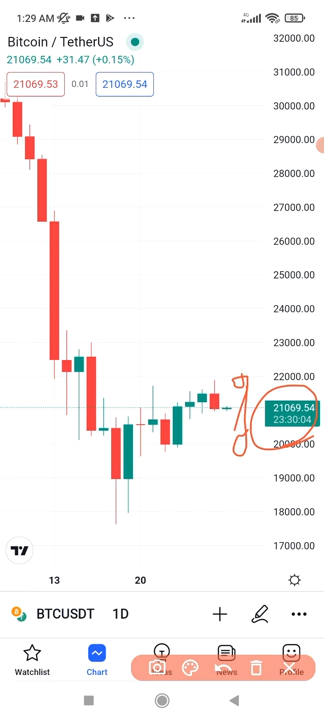 1:29 AM
4G
85
Bitcoin / TetherUS
21069.54 +31.47 (+0.15%)
21069.53 0.01 21069.54
32000.00
31000.00
30000.00
29000.00
28000.00
27000.00
26000.00
25000.00
24000.00
23000.00
22000.00
21069.54
23:30:04
20000.00
19000.00
18000.00
17000.00
13 20
BTCUSDT 1D
Watchlist Chart News Profile